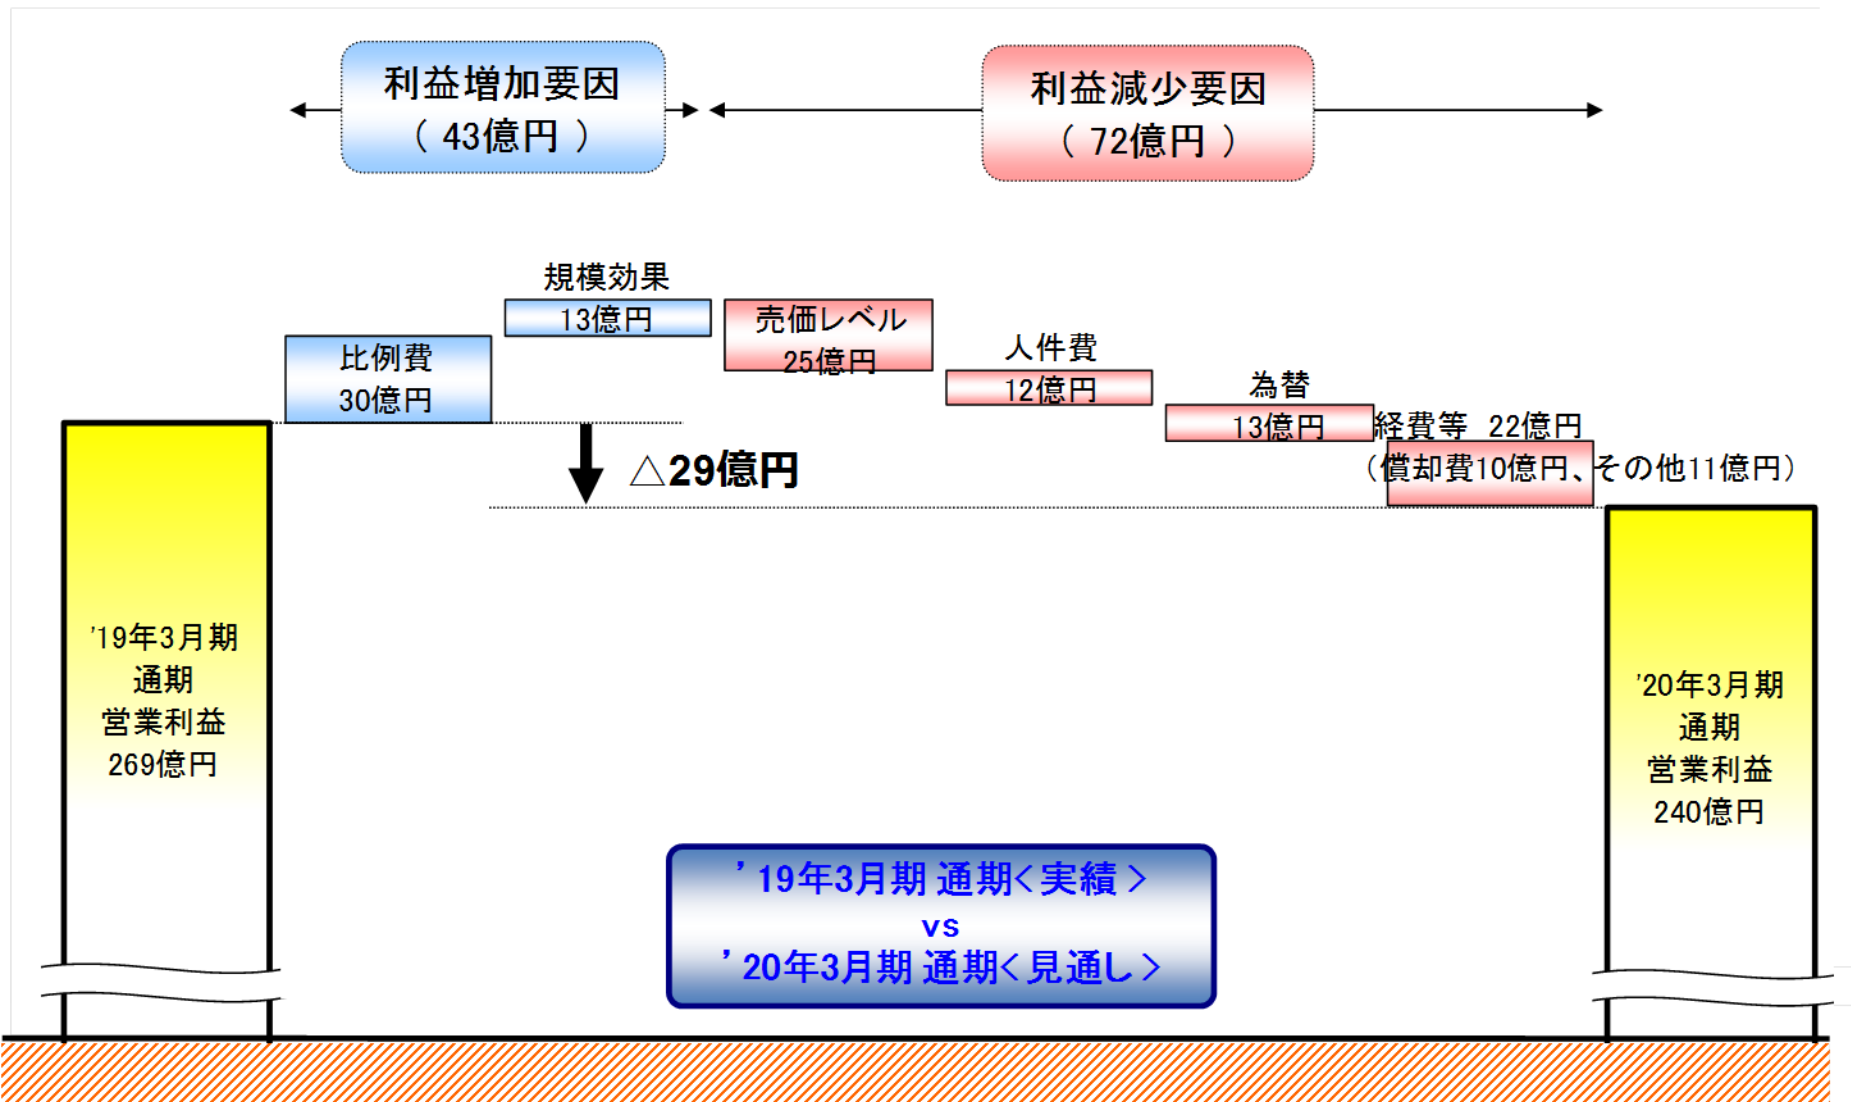 利益増加要因
（ 43億円 ）
利益減少要因
（ 72億円 ）
規模効果
13億円
比例費
30億円
売価レベル
25億円
人件費
12億円
為替
13億円
経費等 22億円
（償却費10億円、その他11億円）
△29億円
'19年3月期
通期
営業利益
269億円
'20年3月期
通期
営業利益
240億円
’19年3月期 通期＜実績＞
vs
’20年3月期 通期＜見通し＞